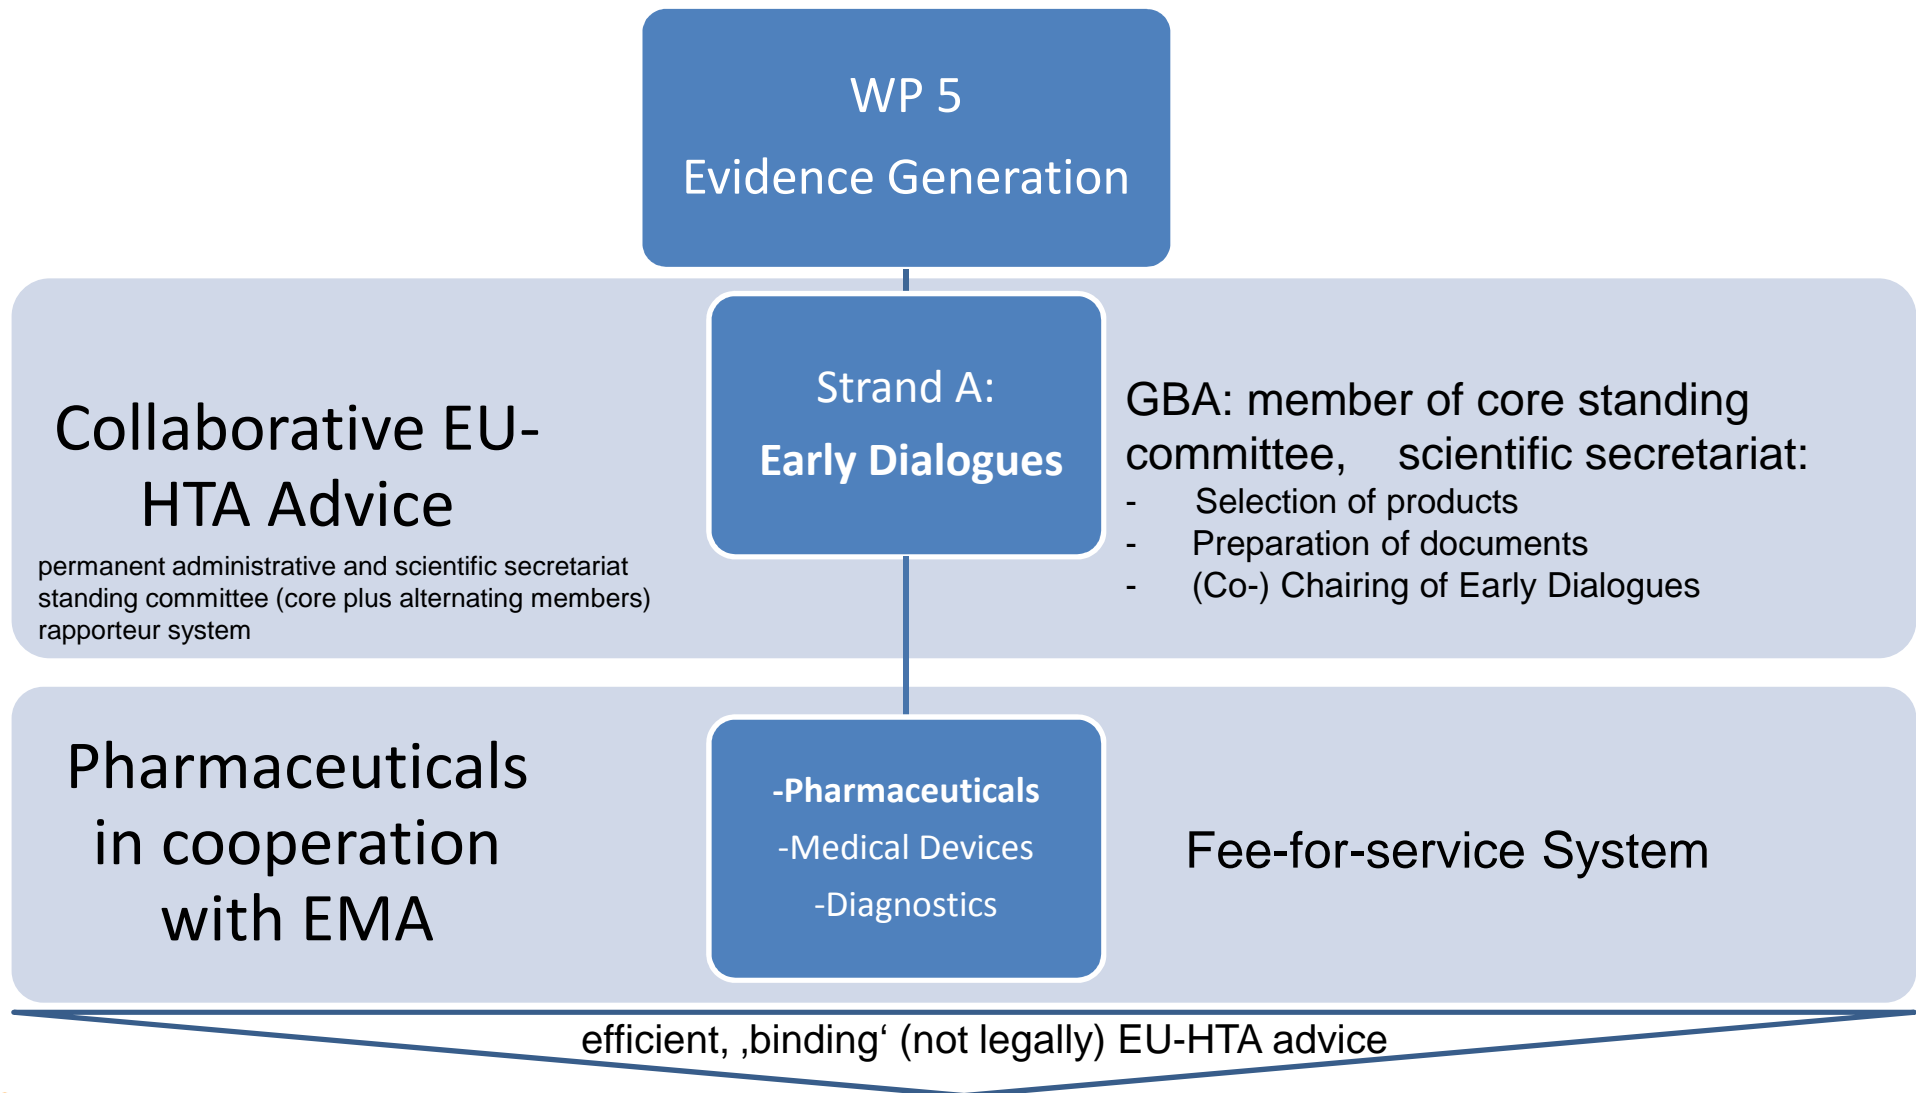 WP 5
Evidence Generation
Collaborative EU-
HTA Advice
permanent administrative and scientific secretariat
standing committee (core plus alternating members)
rapporteur system
Strand A:
Early Dialogues
GBA: member of core standing
committee, scientific secretariat:
- Selection of products
- Preparation of documents
- (Co-) Chairing of Early Dialogues
Pharmaceuticals
in cooperation
with EMA
-Pharmaceuticals
-Medical Devices
-Diagnostics
Fee-for-service System
efficient, ‚binding‘ (not legally) EU-HTA advice